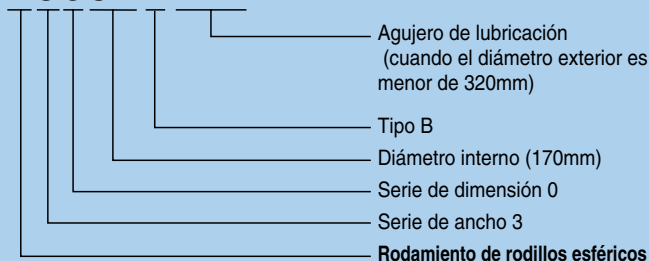 Agujero de lubricación
(cuando el diámetro exterior es
menor de 320mm)
Tipo B
Diámetro interno (170mm)
Serie de dimensión 0
Serie de ancho 3
Rodamiento de rodillos esféricos